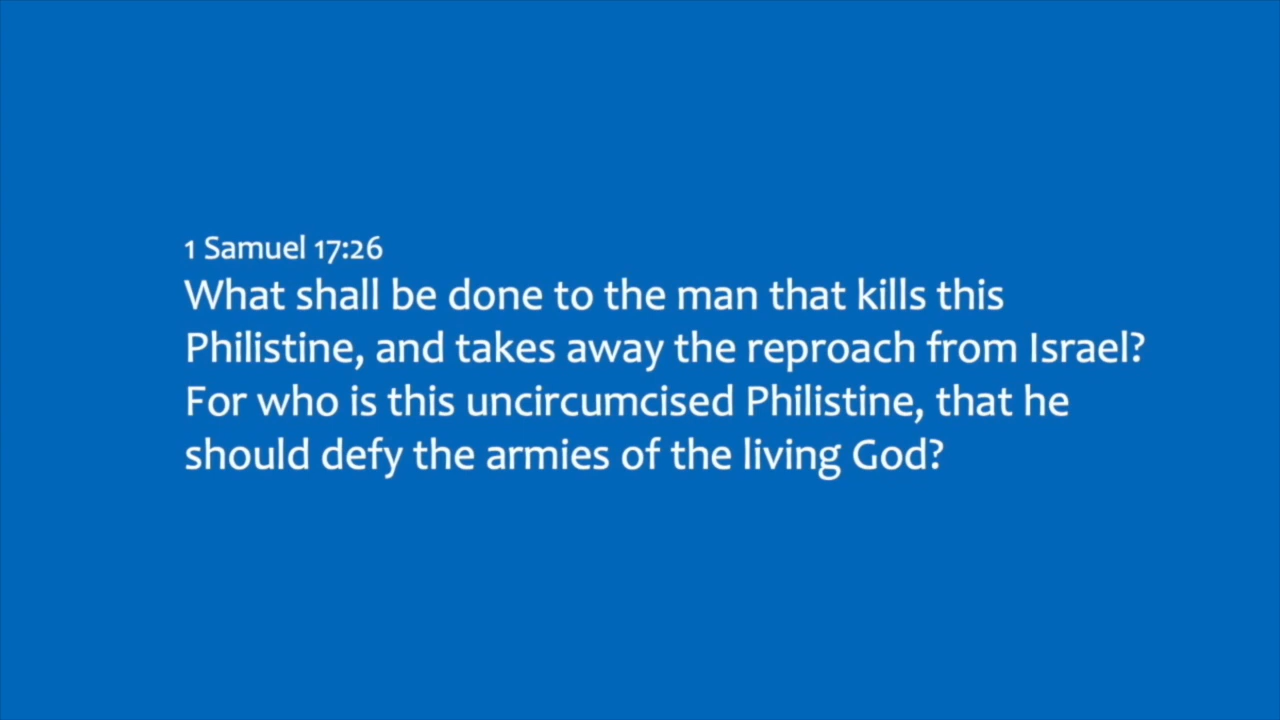 1 Samuel 17:26
What shall be done to the man that kills this
Philistine, and takes away the reproach from Israel?
For who is this uncircumcised Philistine, that he
should defy the armies of the living God?